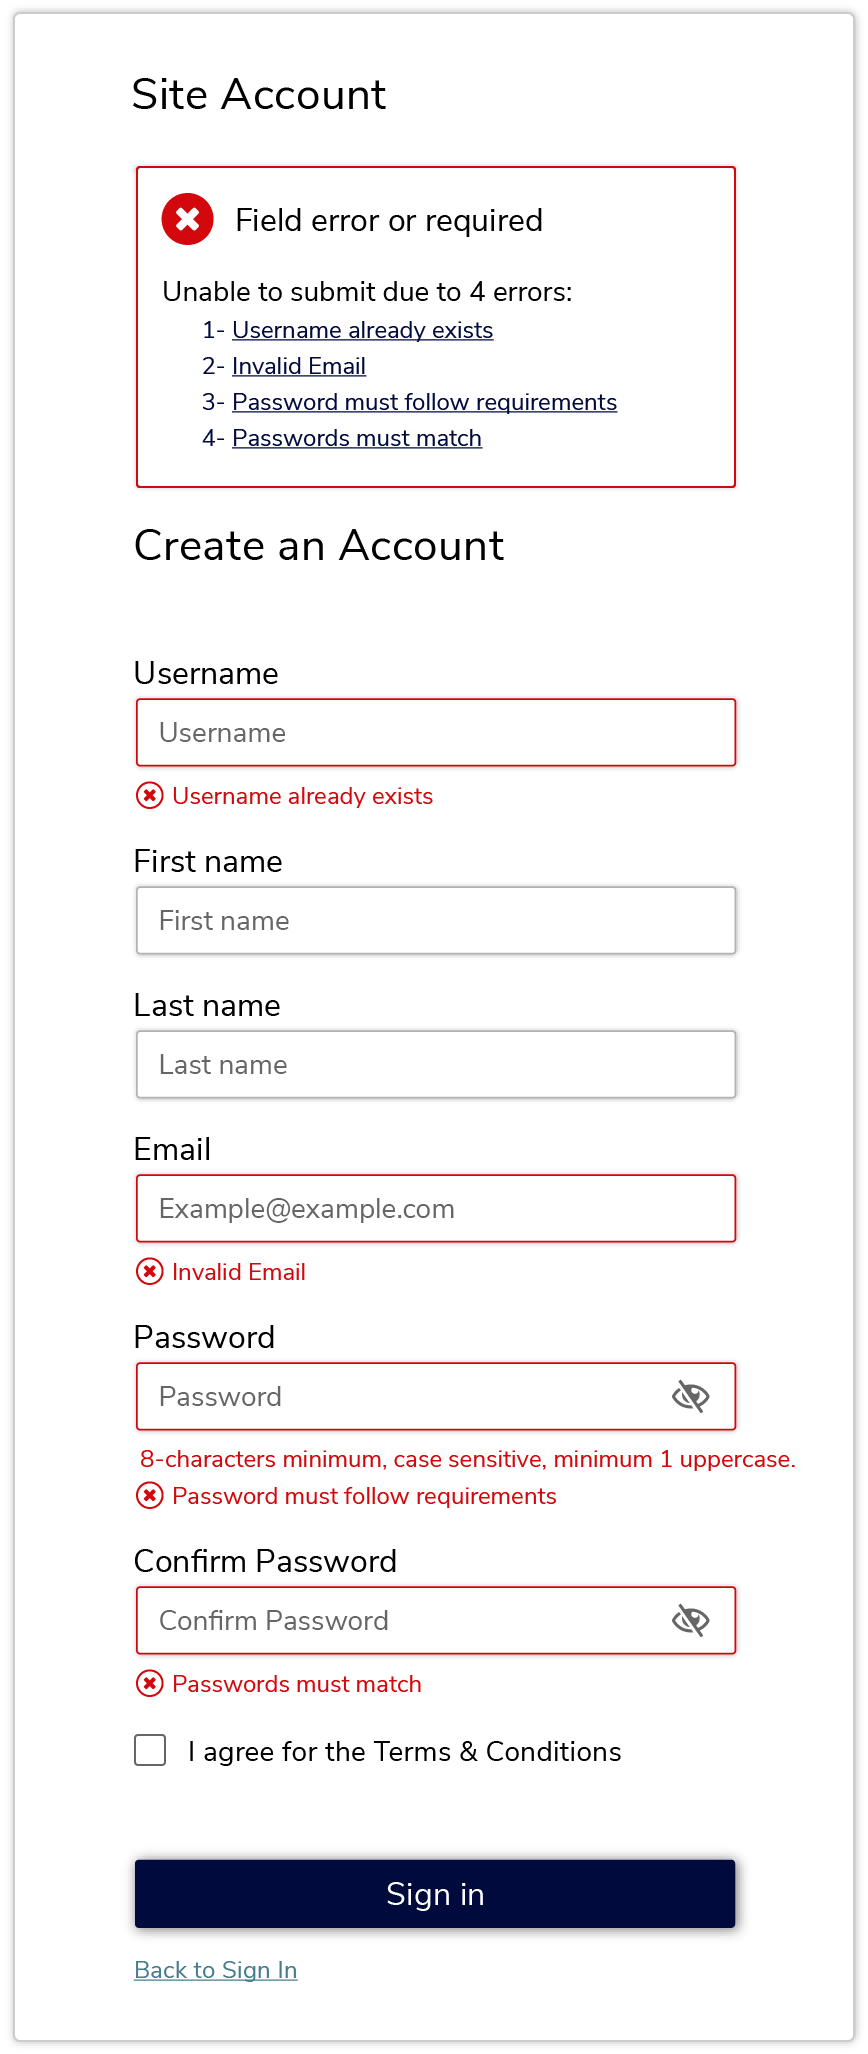 Site Account
Field error or required
Unable to submit due to 4 errors:
1- Username already exists
2- Invalid Email
3- Password must follow requirements
4- Passwords must match
Create an Account
Username
Username
Username already exists
First name
First name
Last name
Last name
Email
Example@example.com
Invalid Email
Password
Password
8-characters minimum, case sensitive, minimum 1 uppercase.
Password must follow requirements
Confirm Password
Confirm Password
Passwords must match
I agree for the Terms & Conditions
Sign in
Back to Sign In